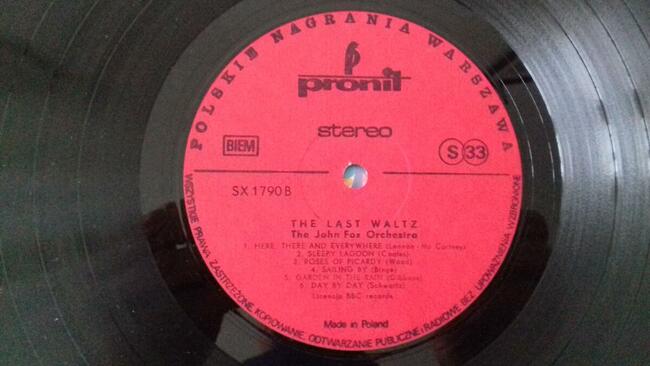 POLSKIE NAGRANIA WARSZAWA
pronit
stereo
BIEM
S 33
SX 1790 B
THE LAST WALTZ
The John Fox Orchestra
1. HERE, THERE AND EVERYWHERE (Lennon - Mc Cartney)
2. SLEEPY LAGOON (Coates)
3. ROSES OF PICARDY (Wood)
4. SAILING BY (Binge)
5. GARDEN IN THE RAIN (Gibbons)
6. DAY BY DAY (Schwartz)
Licencja BBC records
Made in Poland
WSZYSTKIE PRAWA ZASTRZEŻONE. KOPIOWANIE, ODTWARZANIE PUBLICZNE i RADIOWE BEZ UPOWAŻNIENIA WZBRONIONE